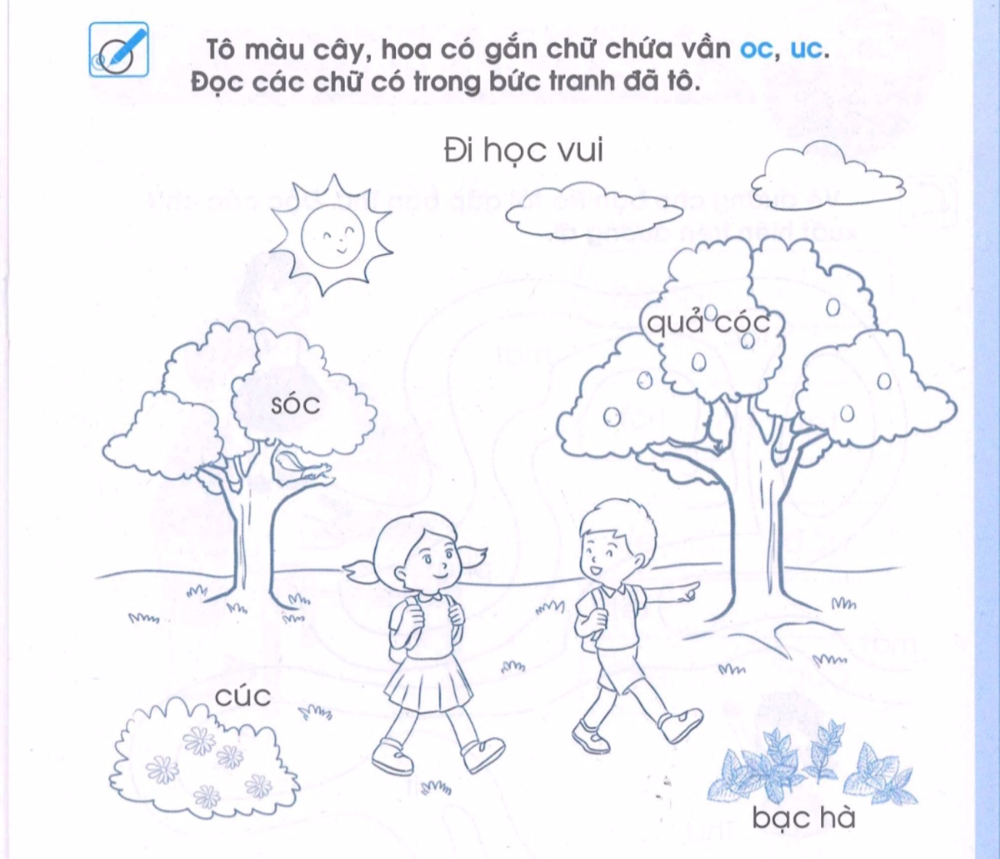 Tô màu cây, hoa có gắn chữ chứa vần oc, uc.
Đọc các chữ có trong bức tranh đã tô.
Đi học vui
quả cóc
sóc
cúc
bạc hà